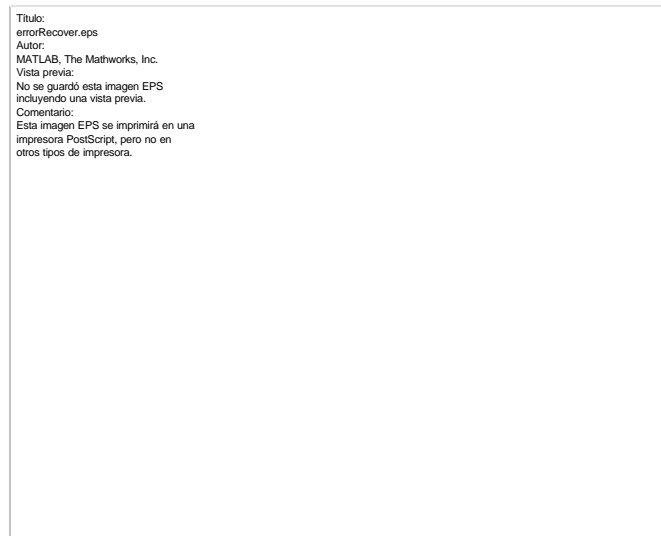 Título:
errorRecover.eps
Autor:
MATLAB, The Mathworks, Inc.
Vista previa:
No se guardó esta imagen EPS
incluyendo una vista previa.
Comentario:
Esta imagen EPS se imprimirá en una
impresora PostScript, pero no en
otros tipos de impresora.